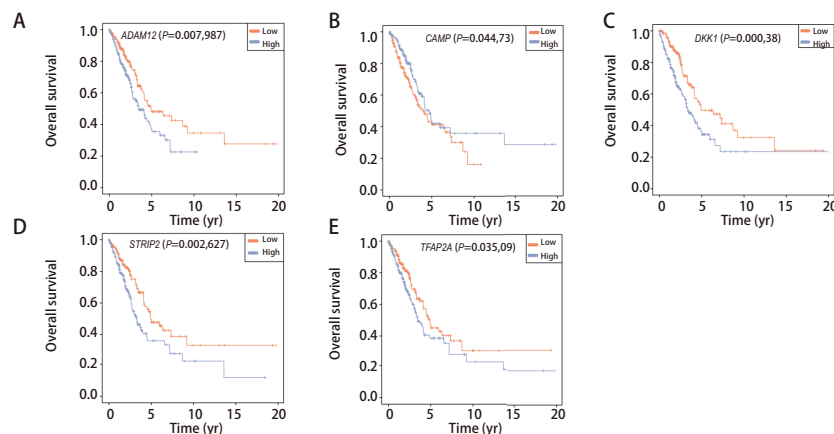 A
ADAM12 (P=0.007,987)
Low
High
Overall survival
1.0
0.8
0.6
0.4
0.2
0.0
0 5 10 15 20
Time (yr)
B
CAMP (P=0.044,73)
Low
High
Overall survival
1.0
0.8
0.6
0.4
0.2
0.0
0 5 10 15 20
Time (yr)
C
DKK1 (P=0.000,38)
Low
High
Overall survival
1.0
0.8
0.6
0.4
0.2
0.0
0 5 10 15 20
Time (yr)
D
STRIP2 (P=0.002,627)
Low
High
Overall survival
1.0
0.8
0.6
0.4
0.2
0.0
0 5 10 15 20
Time (yr)
E
TFAP2A (P=0.035,09)
Low
High
Overall survival
1.0
0.8
0.6
0.4
0.2
0.0
0 5 10 15 20
Time (yr)